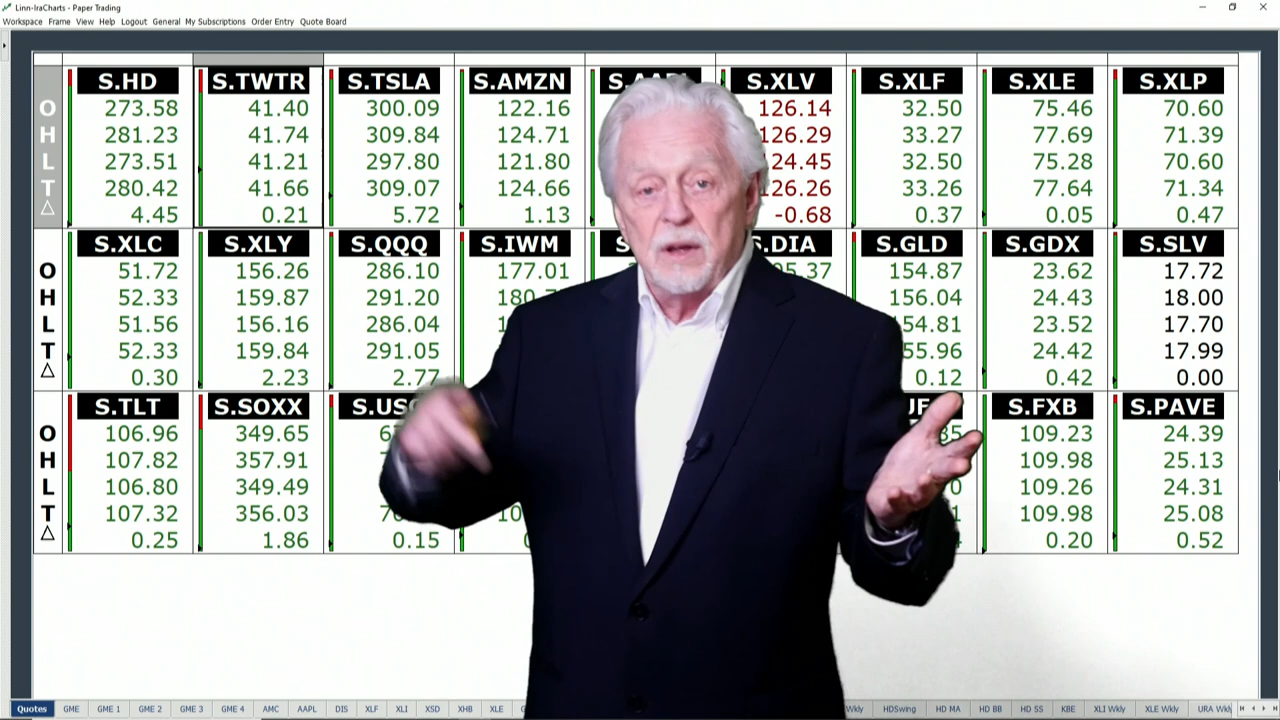 Linn-IraCharts - Paper Trading
Workspace Frame View Help Logout General My Subscriptions Order Entry Quote Board
S.HD S.TWTR S.TSLA S.AMZN S.XLV S.XLF S.XLE S.XLP
O 273.58 41.40 300.09 122.16 126.14 32.50 75.46 70.60
H 281.23 41.74 309.84 124.71 126.29 33.27 77.69 71.39
L 273.51 41.21 297.80 121.80 24.45 32.50 75.28 70.60
T 280.42 41.66 309.07 124.66 26.26 33.26 77.64 71.34
△ 4.45 0.21 5.72 1.13 -0.68 0.37 0.05 0.47
S.XLC S.XLY S.QQQ S.IWM S.DIA S.GLD S.GDX S.SLV
O 51.72 156.26 286.10 177.01 154.87 23.62 17.72
H 52.33 159.87 291.20 156.04 24.43 18.00
L 51.56 156.16 286.04 54.81 23.52 17.70
T 52.33 159.84 291.05 55.96 24.42 17.99
△ 0.30 2.23 2.77 0.12 0.42 0.00
S.TLT S.SOXX S.FXB S.PAVE
O 106.96 349.65 109.23 24.39
H 107.82 357.91 109.98 25.13
L 106.80 349.49 109.26 24.31
T 107.32 356.03 109.98 25.08
△ 0.25 1.86 0.15 0.20 0.52
Quotes GME GME 1 GME 2 GME 3 GME 4 AMC AAPL DIS XLF XLI XSD XHB XLE Wkly HDSwing HD MA HD BB HD SS KBE XLI Wkly XLE Wkly URA Wkly